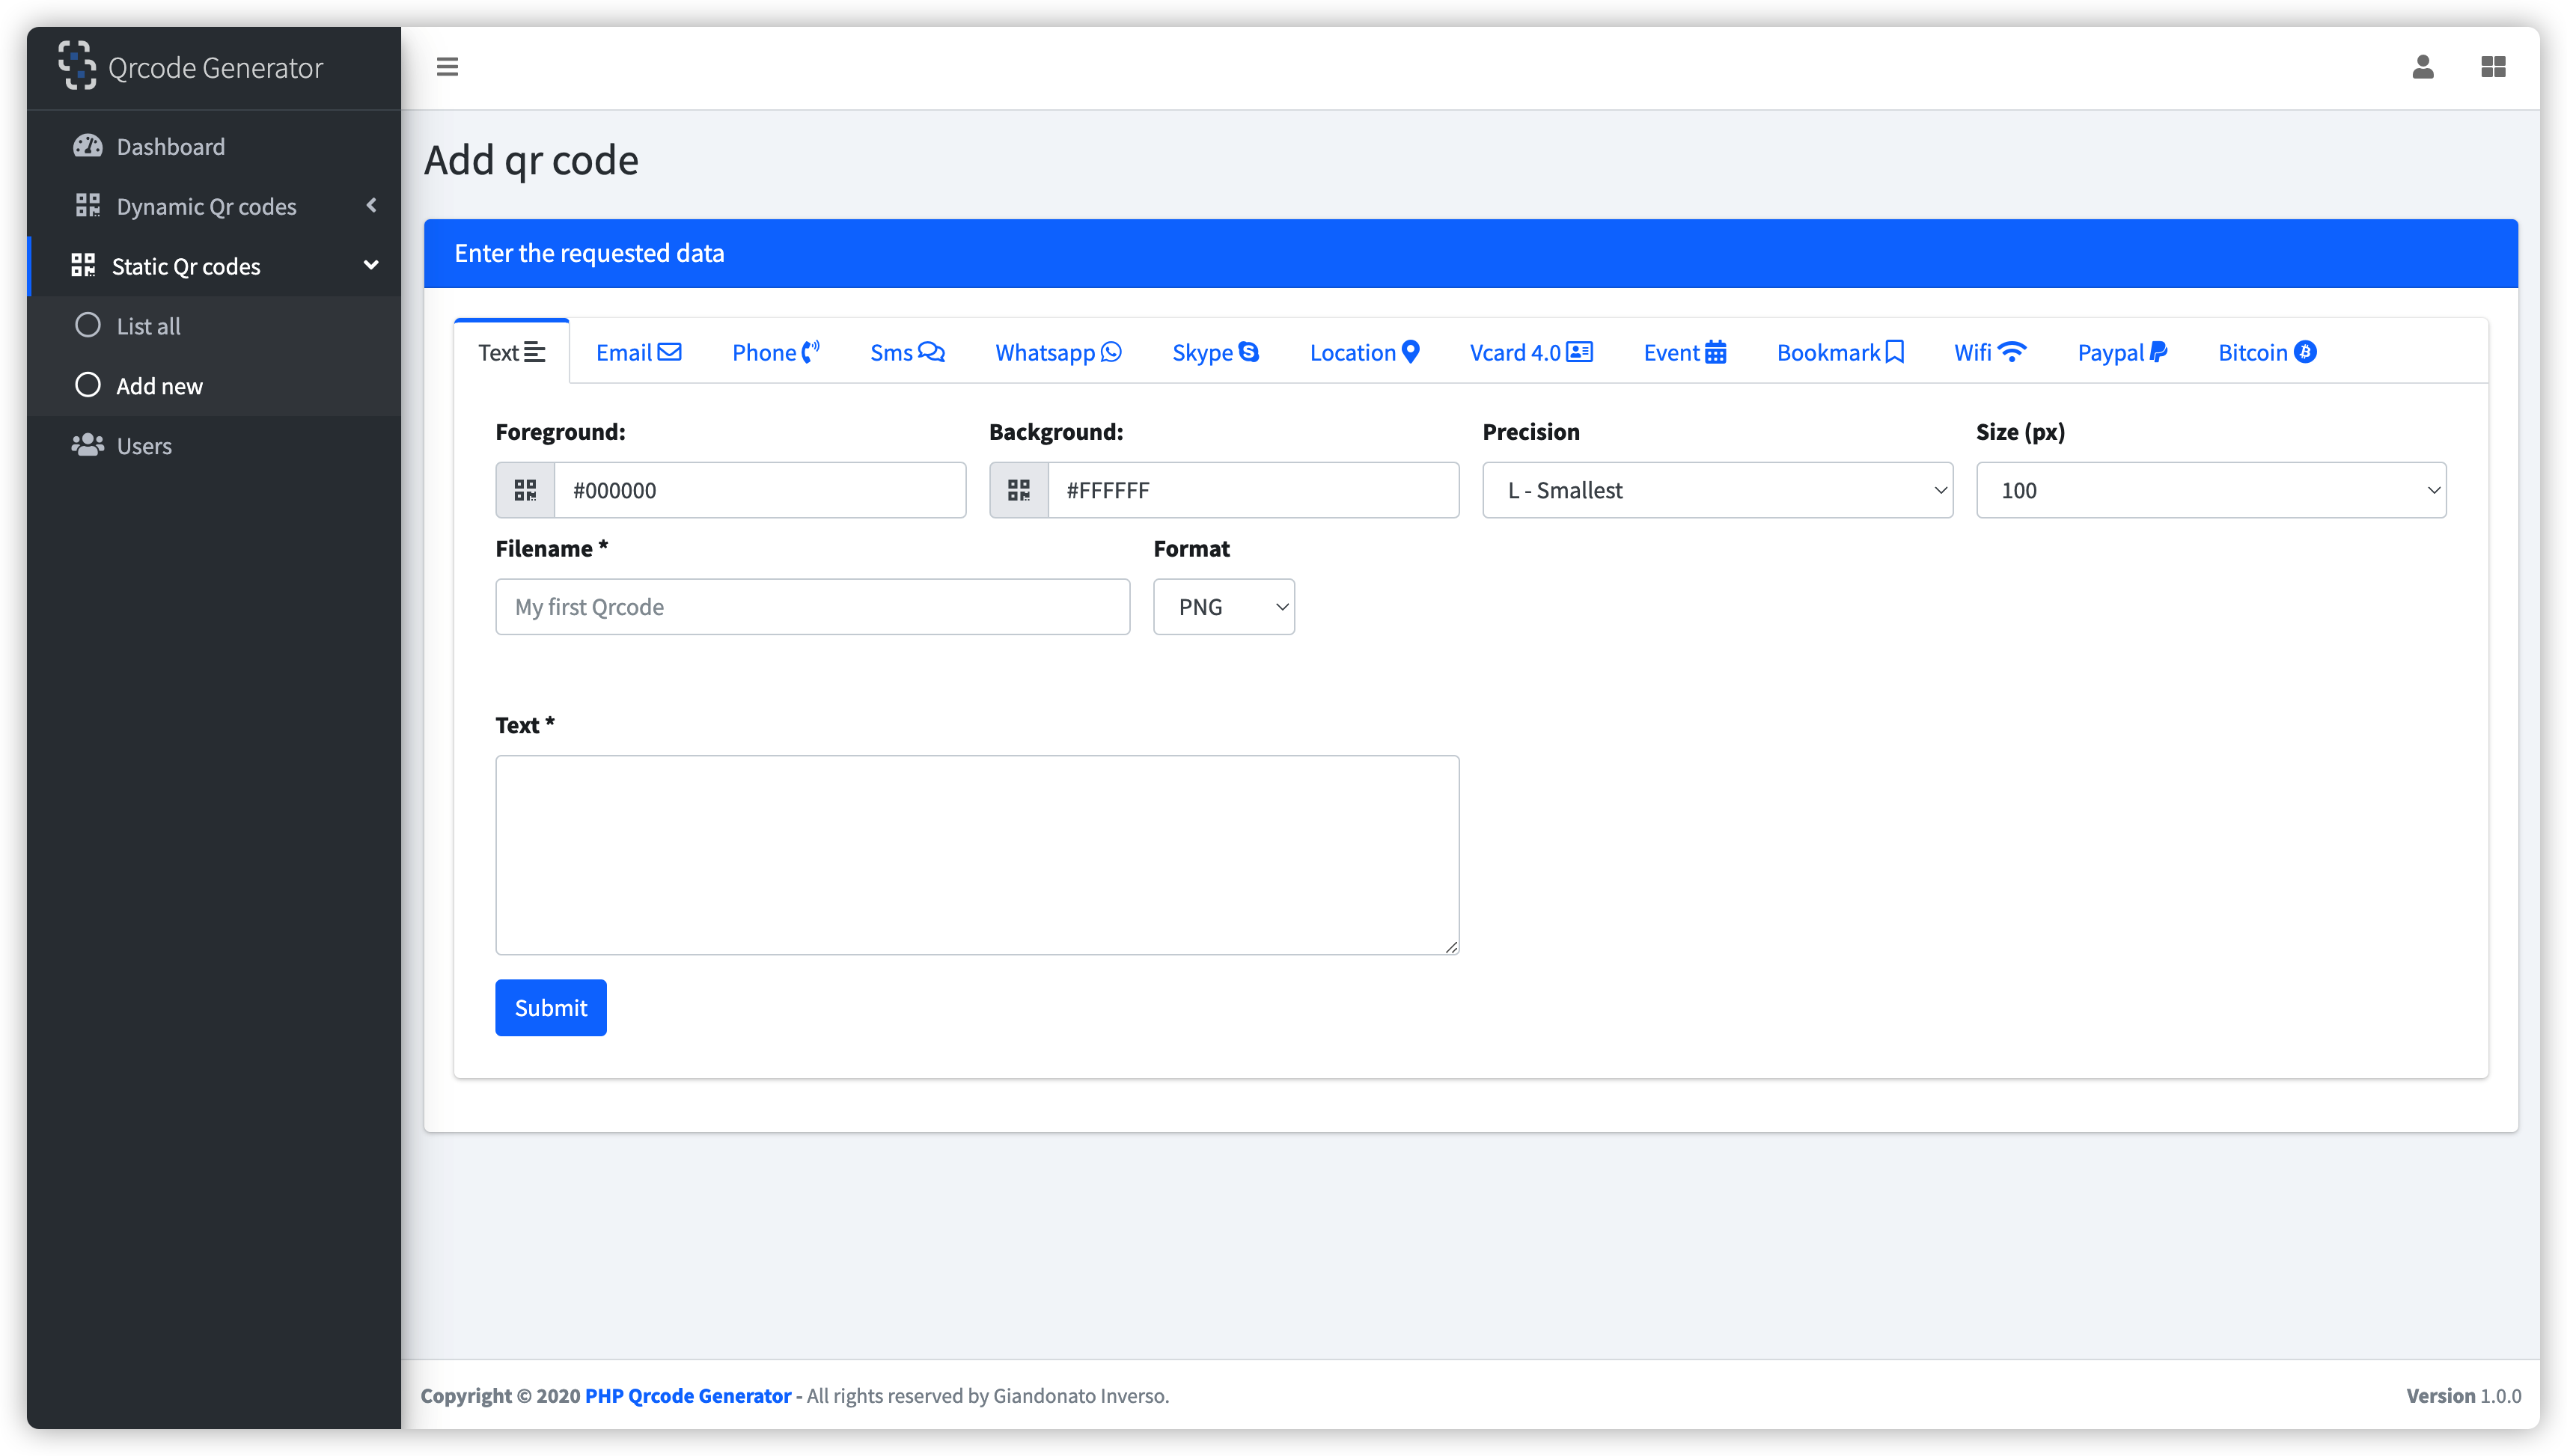 Qrcode Generator
Dashboard
Dynamic Qr codes
Static Qr codes
List all
Add new
Users
Add qr code
Enter the requested data
Text Email Phone Sms Whatsapp Skype Location Vcard 4.0 Event Bookmark Wifi Paypal Bitcoin
Foreground: Background: Precision Size (px)
#000000 #FFFFFF L - Smallest 100
Filename * Format
My first Qrcode PNG
Text *
Submit
Copyright © 2020 PHP Qrcode Generator - All rights reserved by Giandonato Inverso. Version 1.0.0